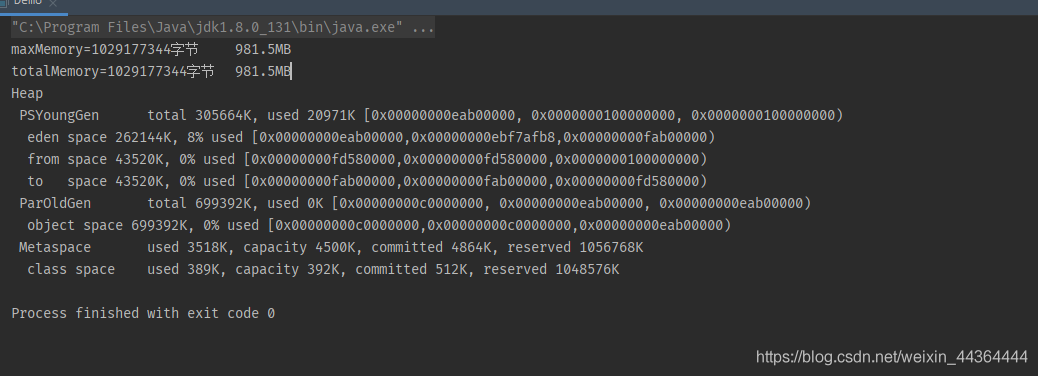 Demo
"C:\Program Files\Java\jdk1.8.0_131\bin\java.exe" ...
maxMemory=1029177344字节 981.5MB
totalMemory=1029177344字节 981.5MB
Heap
PSYoungGen total 305664K, used 20971K [0x00000000eab00000, 0x0000000100000000, 0x0000000100000000)
eden space 262144K, 8% used [0x00000000eab00000,0x00000000ebf7afb8,0x00000000fab00000)
from space 43520K, 0% used [0x00000000fd580000,0x00000000fd580000,0x0000000100000000)
to space 43520K, 0% used [0x00000000fab00000,0x00000000fab00000,0x00000000fd580000)
ParOldGen total 699392K, used 0K [0x00000000c0000000, 0x00000000eab00000, 0x00000000eab00000)
object space 699392K, 0% used [0x00000000c0000000,0x00000000c0000000,0x00000000eab00000)
Metaspace used 3518K, capacity 4500K, committed 4864K, reserved 1056768K
class space used 389K, capacity 392K, committed 512K, reserved 1048576K
Process finished with exit code 0
https://blog.csdn.net/weixin_44364444